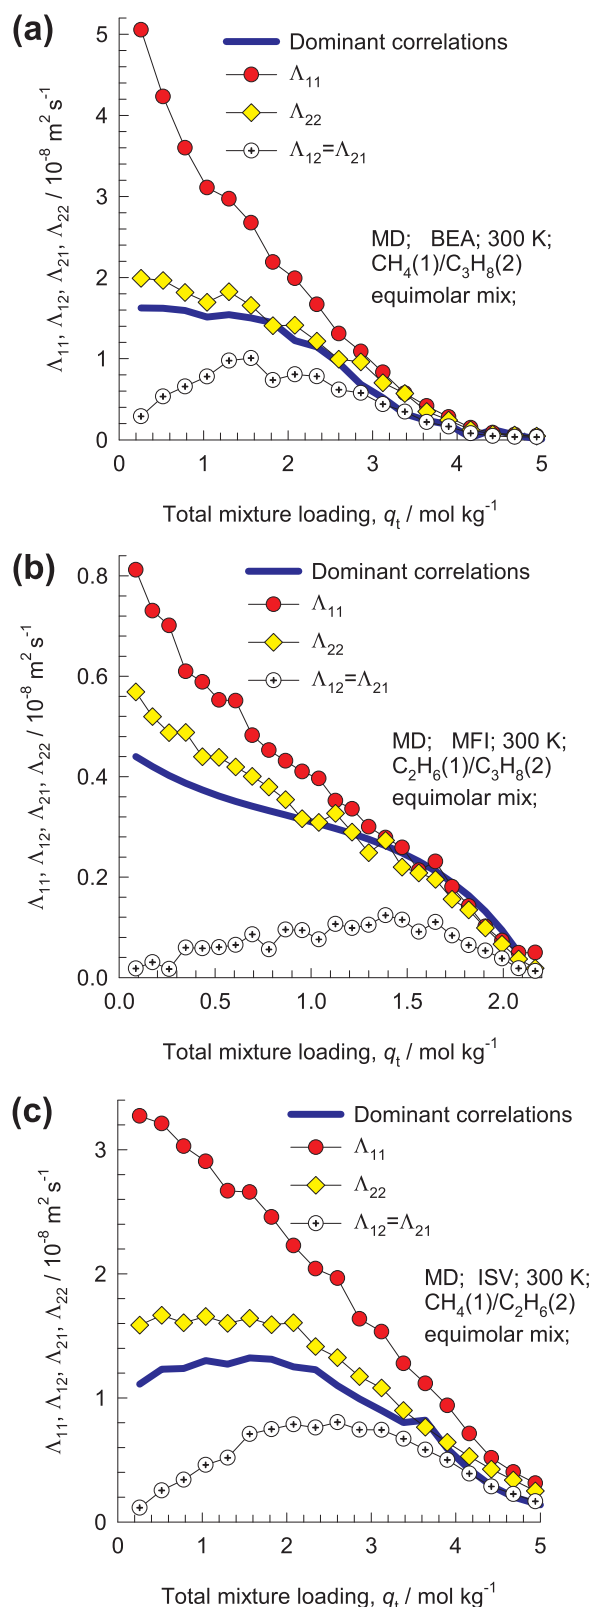 (a)
Dominant correlations
Λ11
Λ22
Λ12=Λ21
MD; BEA; 300 K;
CH4(1)/C3H8(2)
equimolar mix;
Λ11, Λ12, Λ21, Λ22 / 10-8 m2 s-1
5
4
3
2
1
0
0 1 2 3 4 5
Total mixture loading, qt / mol kg-1
(b)
Dominant correlations
Λ11
Λ22
Λ12=Λ21
MD; MFI; 300 K;
C2H6(1)/C3H8(2)
equimolar mix;
Λ11, Λ12, Λ21, Λ22 / 10-8 m2 s-1
0.8
0.6
0.4
0.2
0.0
0.0 0.5 1.0 1.5 2.0
Total mixture loading, qt / mol kg-1
(c)
Dominant correlations
Λ11
Λ22
Λ12=Λ21
MD; ISV; 300 K;
CH4(1)/C2H6(2)
equimolar mix;
Λ11, Λ12, Λ21, Λ22 / 10-8 m2 s-1
3
2
1
0
0 1 2 3 4 5
Total mixture loading, qt / mol kg-1